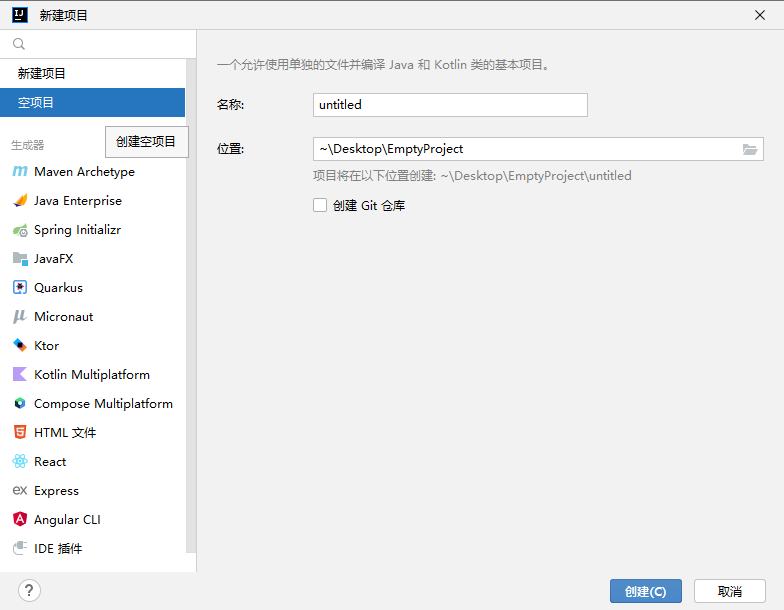 新建项目
新建项目
空项目
创建空项目
生成器
Maven Archetype
Java Enterprise
Spring Initializr
JavaFX
Quarkus
Micronaut
Ktor
Kotlin Multiplatform
Compose Multiplatform
HTML 文件
React
ex Express
Angular CLI
IDE 插件
一个允许使用单独的文件并编译 Java 和 Kotlin 类的基本项目。
名称: untitled
位置: ~\Desktop\EmptyProject
项目将在以下位置创建: ~\Desktop\EmptyProject\untitled
创建 Git 仓库
?
创建(C) 取消